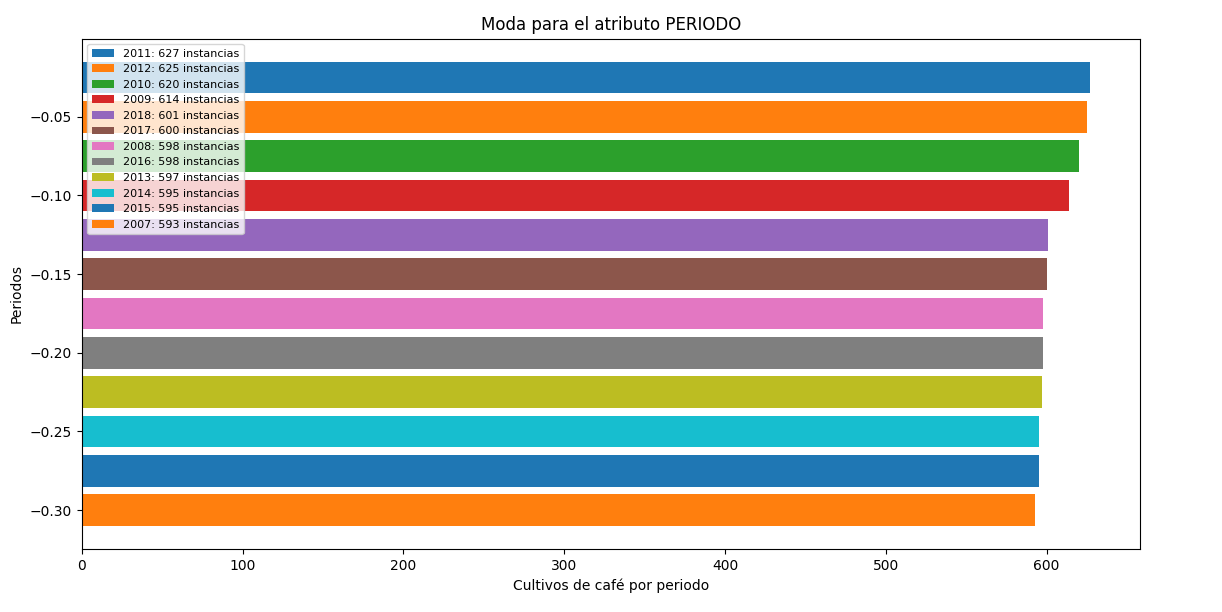 Moda para el atributo PERIODO
2011: 627 instancias
2012: 625 instancias
2010: 620 instancias
2009: 614 instancias
2018: 601 instancias
2017: 600 instancias
2008: 598 instancias
2016: 598 instancias
2013: 597 instancias
2014: 595 instancias
2015: 595 instancias
2007: 593 instancias
Periodos
−0.05
−0.10
−0.15
−0.20
−0.25
−0.30
0 100 200 300 400 500 600
Cultivos de café por periodo